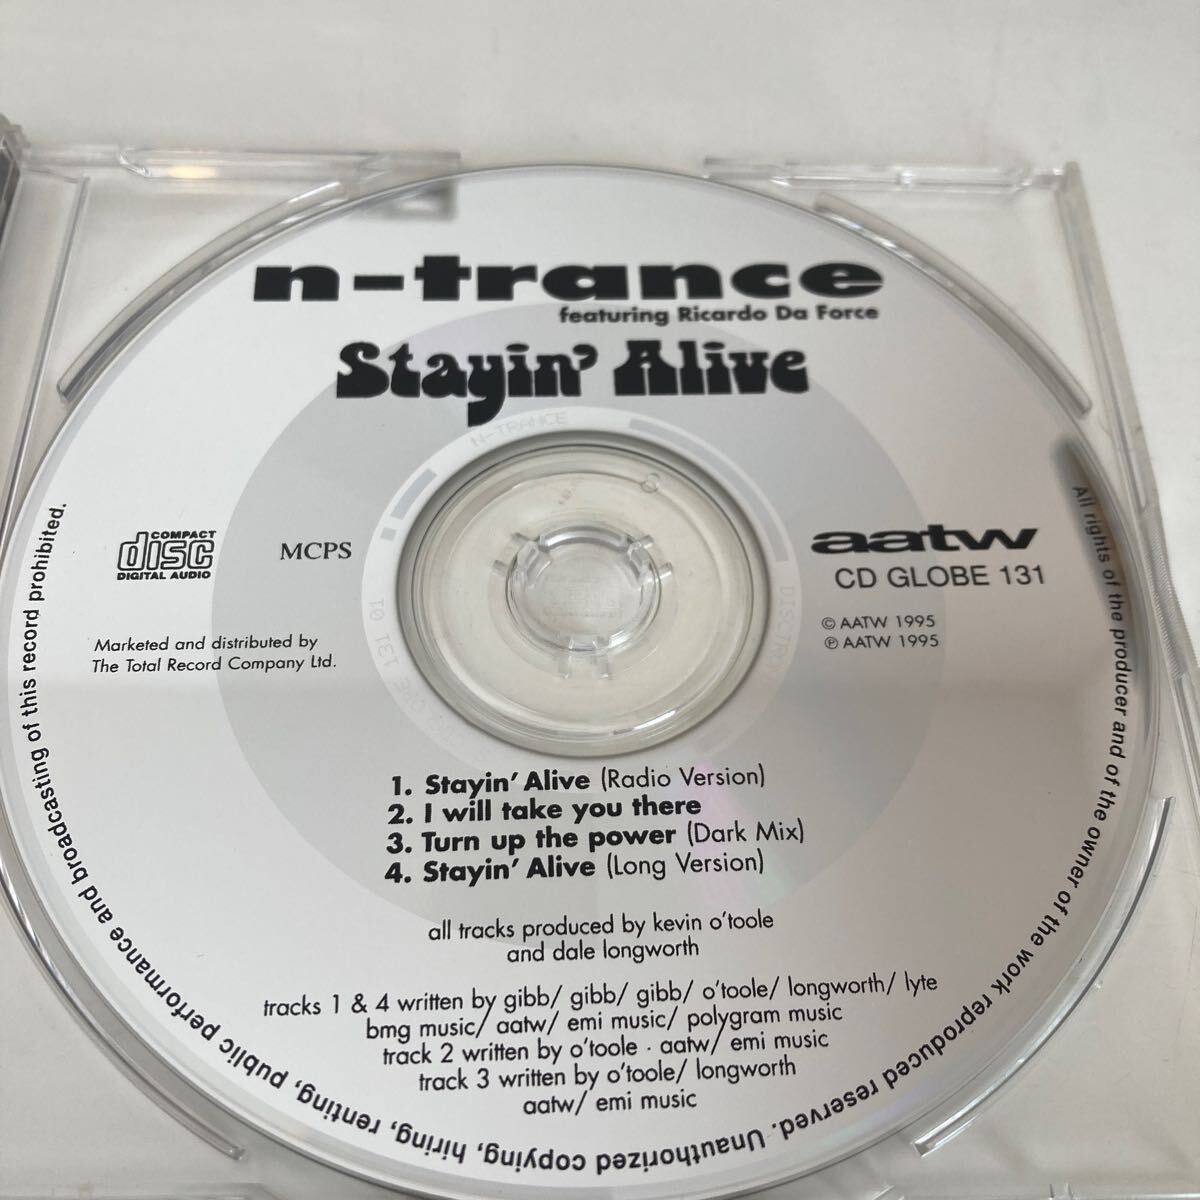 n-trance
featuring Ricardo Da Force
Stayin' Alive
N-TRANCE
COMPACT
disc
DIGITAL AUDIO
MCPS
aatw
CD GLOBE 131
© AATW 1995
℗ AATW 1995
Marketed and distributed by
The Total Record Company Ltd.
1. Stayin' Alive (Radio Version)
2. I will take you there
3. Turn up the power (Dark Mix)
4. Stayin' Alive (Long Version)
all tracks produced by kevin o'toole
and dale longworth
tracks 1 & 4 written by gibb/ gibb/ gibb/ o'toole/ longworth/ lyte
bmg music/ aatw/ emi music/ polygram music
track 2 written by o'toole · aatw/ emi music
track 3 written by o'toole/ longworth
aatw/ emi music
All rights of the producer and of the owner of the work reproduced reserved. Unauthorized copying, hiring, renting, public performance and broadcasting of this record prohibited.